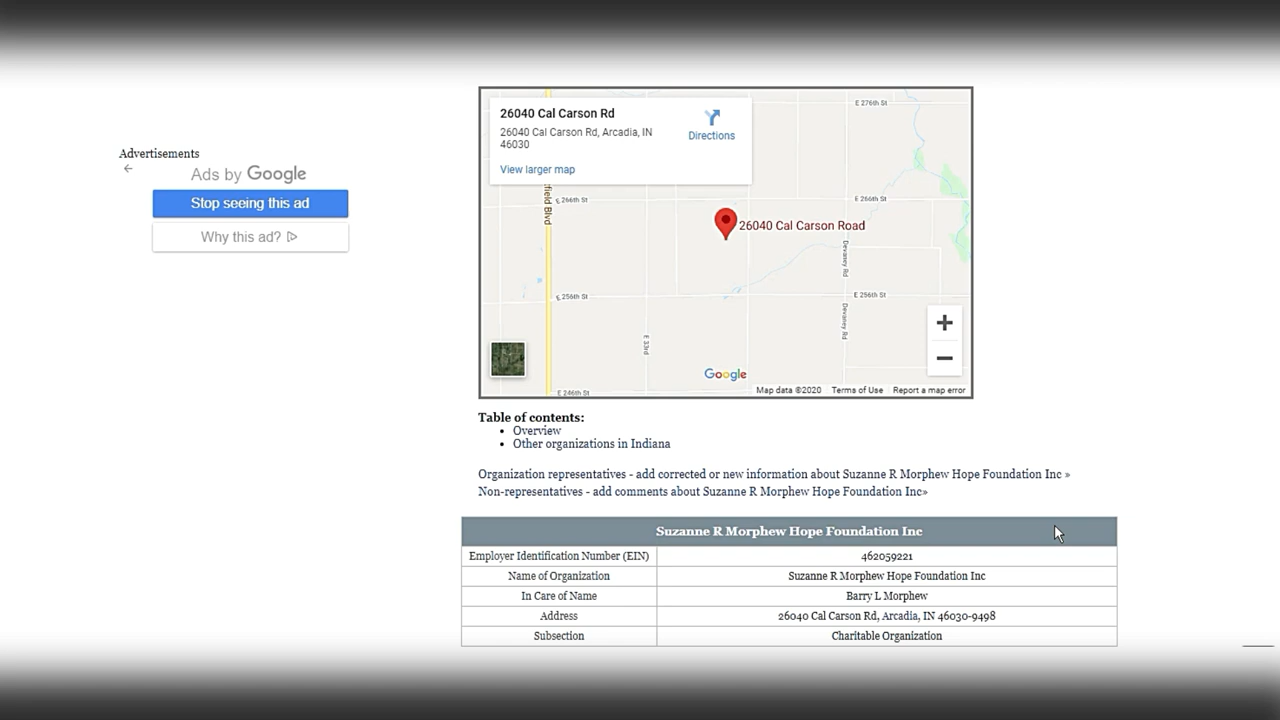 26040 Cal Carson Rd
26040 Cal Carson Rd, Arcadia, IN
46030
Directions
View larger map
E 276th St
field Blvd
E 266th St
E 266th St
26040 Cal Carson Road
Devaney Rd
E 256th St
E 256th St
Devaney Rd
E 33rd
E 246th St
Google
Map data ©2020
Terms of Use
Report a map error
Advertisements
Ads by Google
Stop seeing this ad
Why this ad?
Table of contents:
• Overview
• Other organizations in Indiana
Organization representatives - add corrected or new information about Suzanne R Morphew Hope Foundation Inc »
Non-representatives - add comments about Suzanne R Morphew Hope Foundation Inc»
Suzanne R Morphew Hope Foundation Inc
Employer Identification Number (EIN) 462059221
Name of Organization Suzanne R Morphew Hope Foundation Inc
In Care of Name Barry L Morphew
Address 26040 Cal Carson Rd, Arcadia, IN 46030-9498
Subsection Charitable Organization